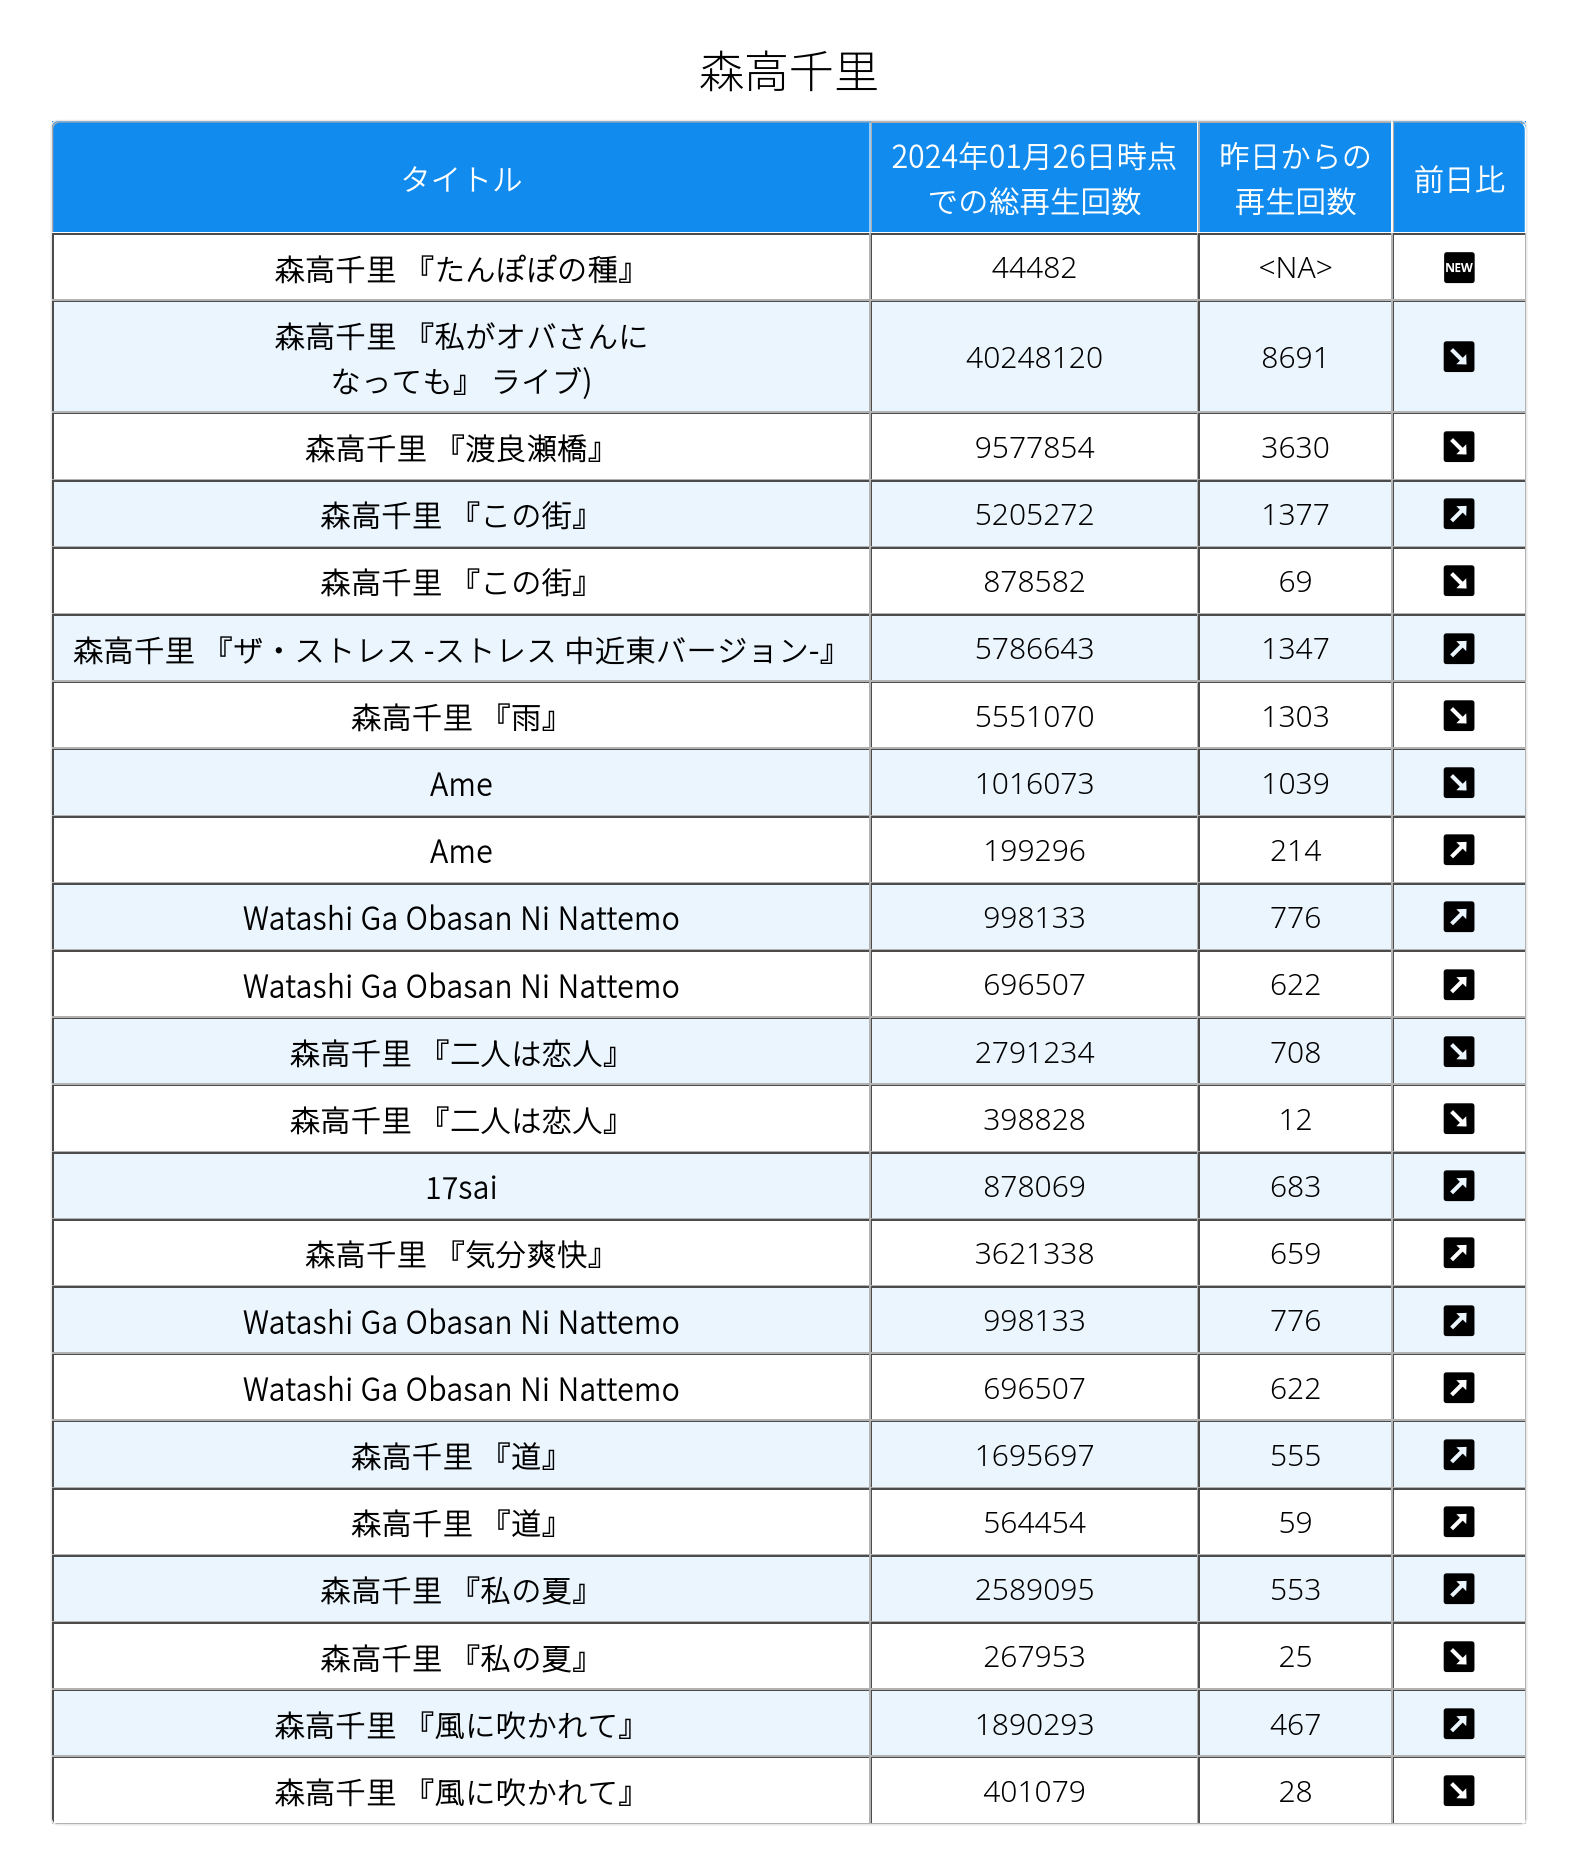 森高千里
タイトル
2024年01月26日時点
での総再生回数
昨日からの
再生回数
前日比
森高千里 『たんぽぽの種』 44482 <NA> NEW
森高千里 『私がオバさんに
なっても』 ライブ) 40248120 8691 ↘
森高千里 『渡良瀬橋』 9577854 3630 ↘
森高千里 『この街』 5205272 1377 ↗
森高千里 『この街』 878582 69 ↘
森高千里 『ザ・ストレス -ストレス 中近東バージョン-』 5786643 1347 ↗
森高千里 『雨』 5551070 1303 ↘
Ame 1016073 1039 ↘
Ame 199296 214 ↗
Watashi Ga Obasan Ni Nattemo 998133 776 ↗
Watashi Ga Obasan Ni Nattemo 696507 622 ↗
森高千里 『二人は恋人』 2791234 708 ↘
森高千里 『二人は恋人』 398828 12 ↘
17sai 878069 683 ↗
森高千里 『気分爽快』 3621338 659 ↗
Watashi Ga Obasan Ni Nattemo 998133 776 ↗
Watashi Ga Obasan Ni Nattemo 696507 622 ↗
森高千里 『道』 1695697 555 ↗
森高千里 『道』 564454 59 ↗
森高千里 『私の夏』 2589095 553 ↗
森高千里 『私の夏』 267953 25 ↘
森高千里 『風に吹かれて』 1890293 467 ↗
森高千里 『風に吹かれて』 401079 28 ↘